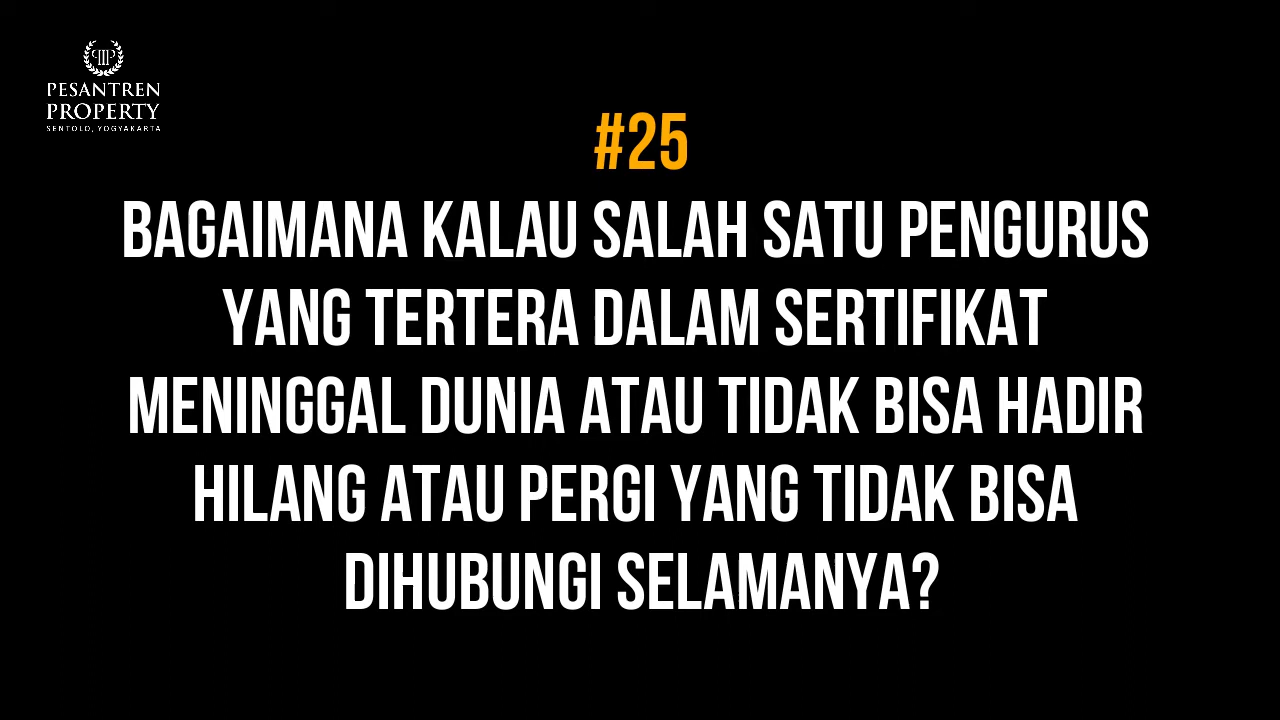 PESANTREN
PROPERTY
SENTOLO, YOGYAKARTA
#25
BAGAIMANA KALAU SALAH SATU PENGURUS
YANG TERTERA DALAM SERTIFIKAT
MENINGGAL DUNIA ATAU TIDAK BISA HADIR
HILANG ATAU PERGI YANG TIDAK BISA
DIHUBUNGI SELAMANYA?